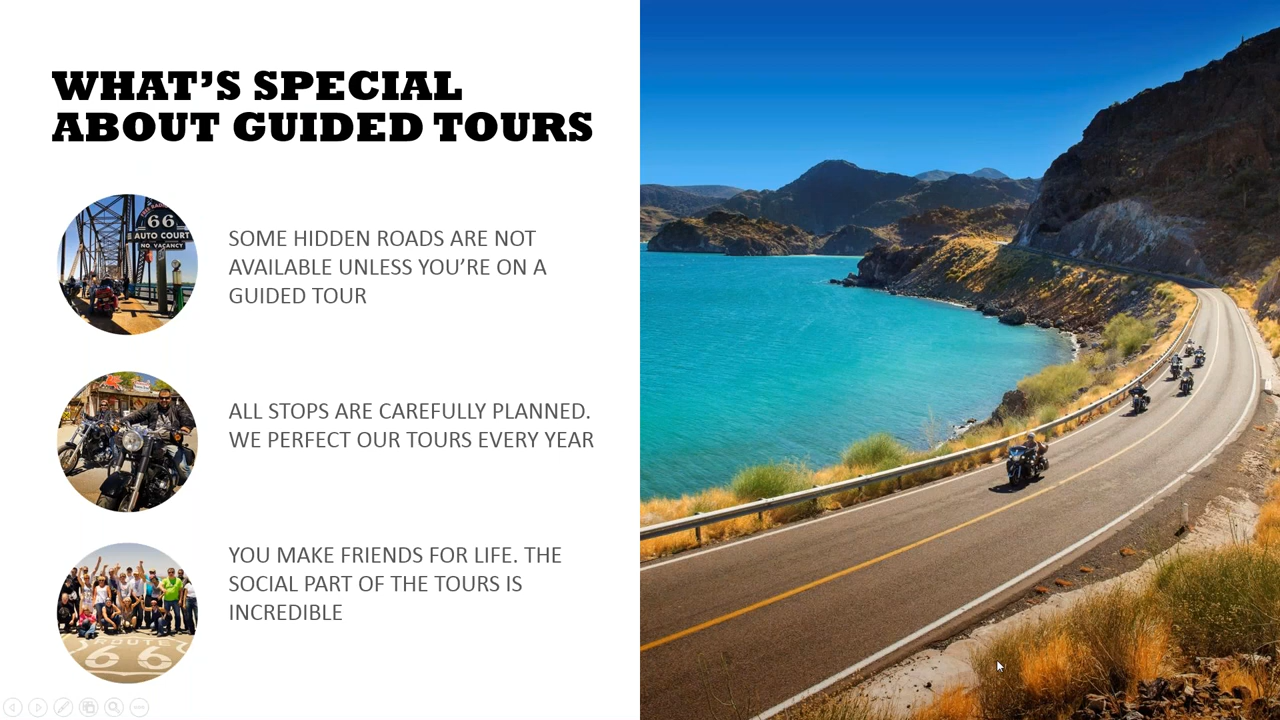 WHAT'S SPECIAL
ABOUT GUIDED TOURS
66
AUTO COURT
NO VACANCY
SOME HIDDEN ROADS ARE NOT
AVAILABLE UNLESS YOU'RE ON A
GUIDED TOUR
ALL STOPS ARE CAREFULLY PLANNED.
WE PERFECT OUR TOURS EVERY YEAR
YOU MAKE FRIENDS FOR LIFE. THE
SOCIAL PART OF THE TOURS IS
INCREDIBLE
ROUTE
66